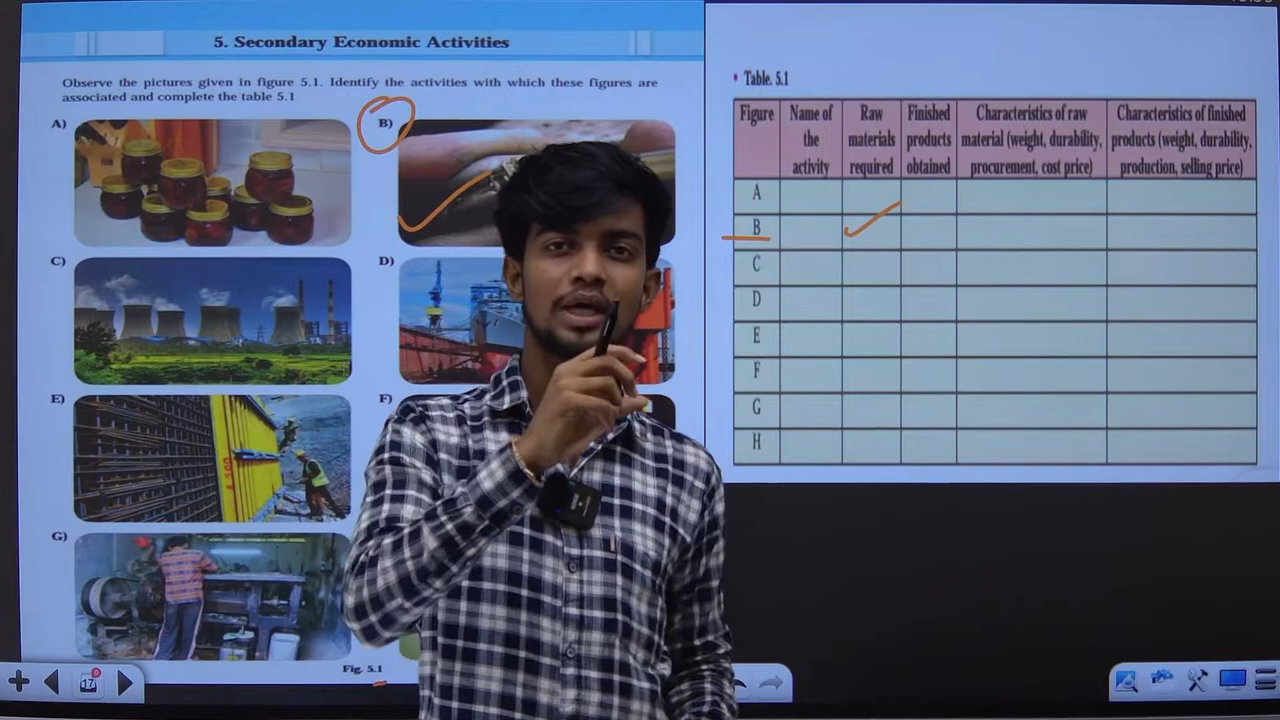 5. Secondary Economic Activities
Observe the pictures given in figure 5.1. Identify the activities with which these figures are
associated and complete the table 5.1
A)
B)
C)
D)
E)
F)
G)
Fig. 5.1
17
• Table. 5.1
Figure
Name of
the
activity
Raw
materials
required
Finished
products
obtained
Characteristics of raw
material (weight, durability,
procurement, cost price)
Characteristics of finished
products (weight, durability,
production, selling price)
A
B
C
D
E
F
G
H